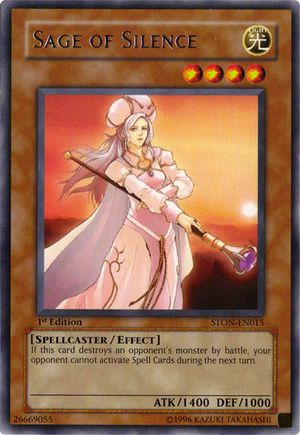 SAGE OF SILENCE
LIGHT
光
1st Edition
STON-EN015
[SPELLCASTER / EFFECT]
If this card destroys an opponent's monster by battle, your
opponent cannot activate Spell Cards during the next turn.
ATK/1400 DEF/1000
26669055
©1996 KAZUKI TAKAHASHI